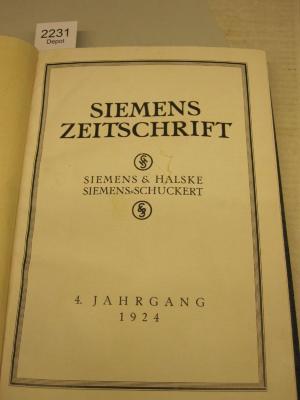 2231
Depot
SIEMENS
ZEITSCHRIFT
SIEMENS & HALSKE
SIEMENS-SCHUCKERT
4. JAHRGANG
1924